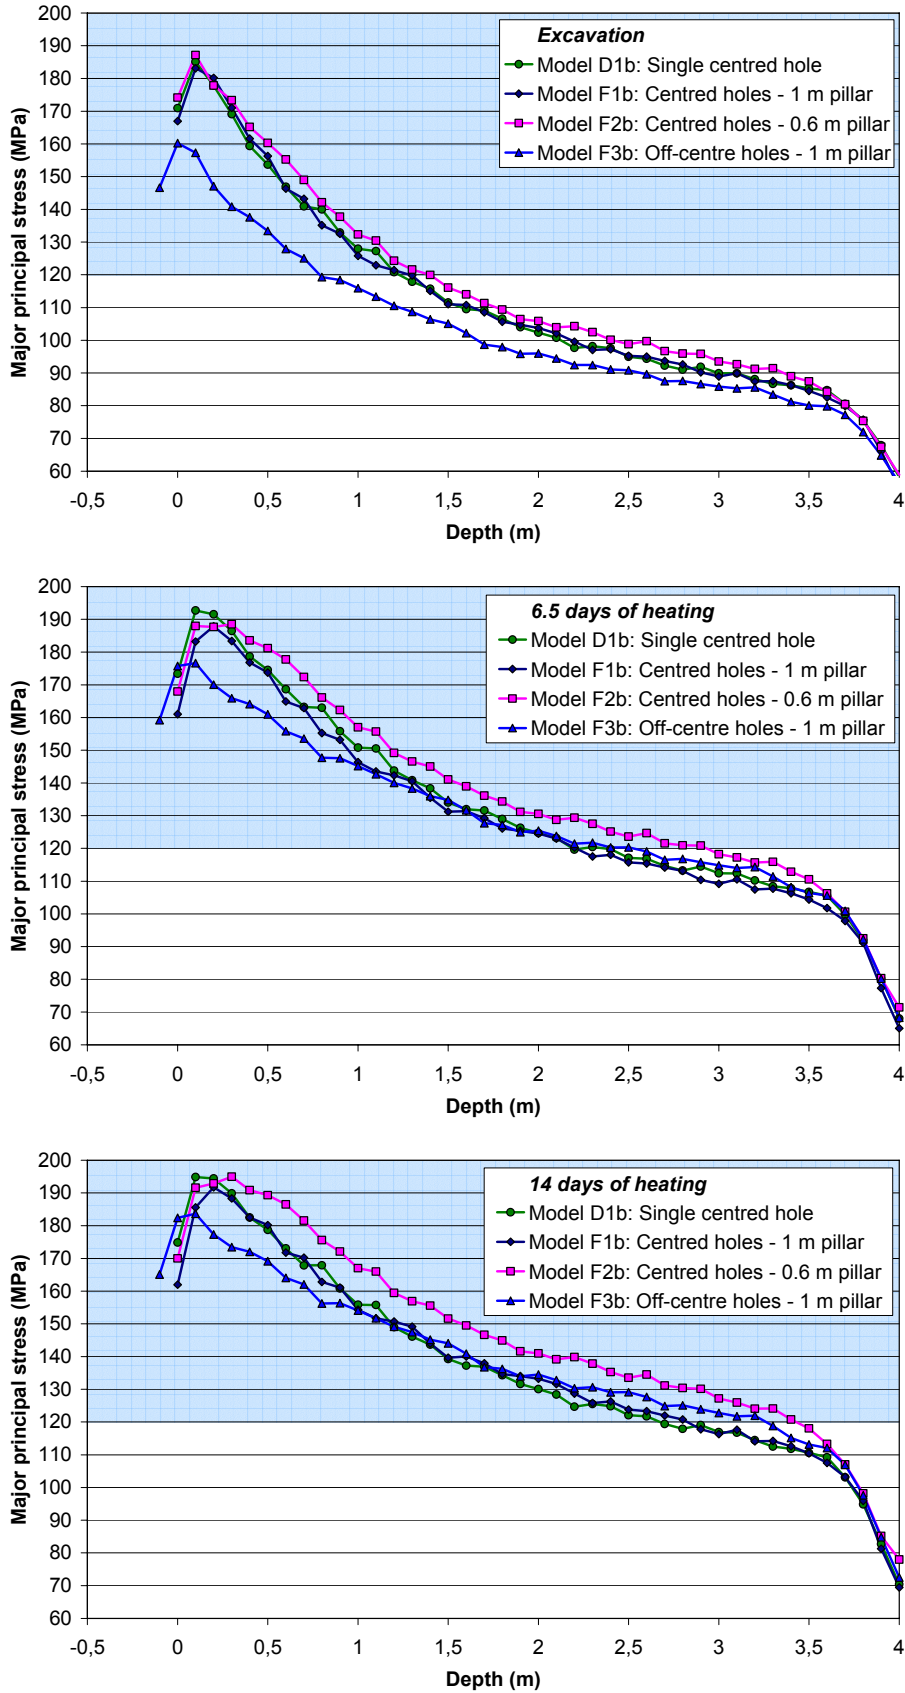 Excavation
Model D1b: Single centred hole
Model F1b: Centred holes - 1 m pillar
Model F2b: Centred holes - 0.6 m pillar
Model F3b: Off-centre holes - 1 m pillar
Major principal stress (MPa)
200
190
180
170
160
150
140
130
120
110
100
90
80
70
60
-0,5 0 0,5 1 1,5 2 2,5 3 3,5 4
Depth (m)
6.5 days of heating
Model D1b: Single centred hole
Model F1b: Centred holes - 1 m pillar
Model F2b: Centred holes - 0.6 m pillar
Model F3b: Off-centre holes - 1 m pillar
Major principal stress (MPa)
200
190
180
170
160
150
140
130
120
110
100
90
80
70
60
-0,5 0 0,5 1 1,5 2 2,5 3 3,5 4
Depth (m)
14 days of heating
Model D1b: Single centred hole
Model F1b: Centred holes - 1 m pillar
Model F2b: Centred holes - 0.6 m pillar
Model F3b: Off-centre holes - 1 m pillar
Major principal stress (MPa)
200
190
180
170
160
150
140
130
120
110
100
90
80
70
60
-0,5 0 0,5 1 1,5 2 2,5 3 3,5 4
Depth (m)